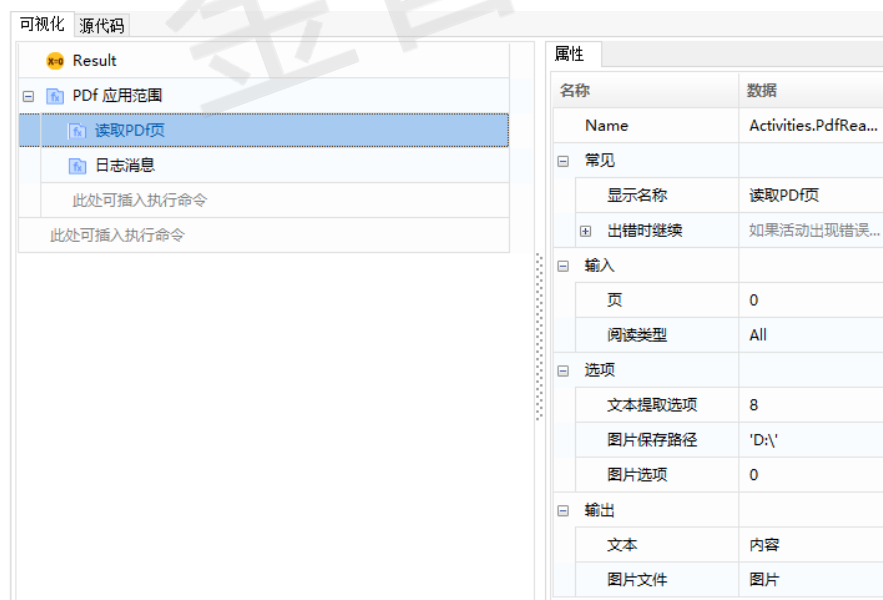 可视化 源代码
Result
PDf 应用范围
读取PDf页
日志消息
此处可插入执行命令
此处可插入执行命令
属性
名称 数据
Name Activities.PdfRea...
常见
显示名称 读取PDf页
出错时继续 如果活动出现错误...
输入
页 0
阅读类型 All
选项
文本提取选项 8
图片保存路径 'D:\'
图片选项 0
输出
文本 内容
图片文件 图片